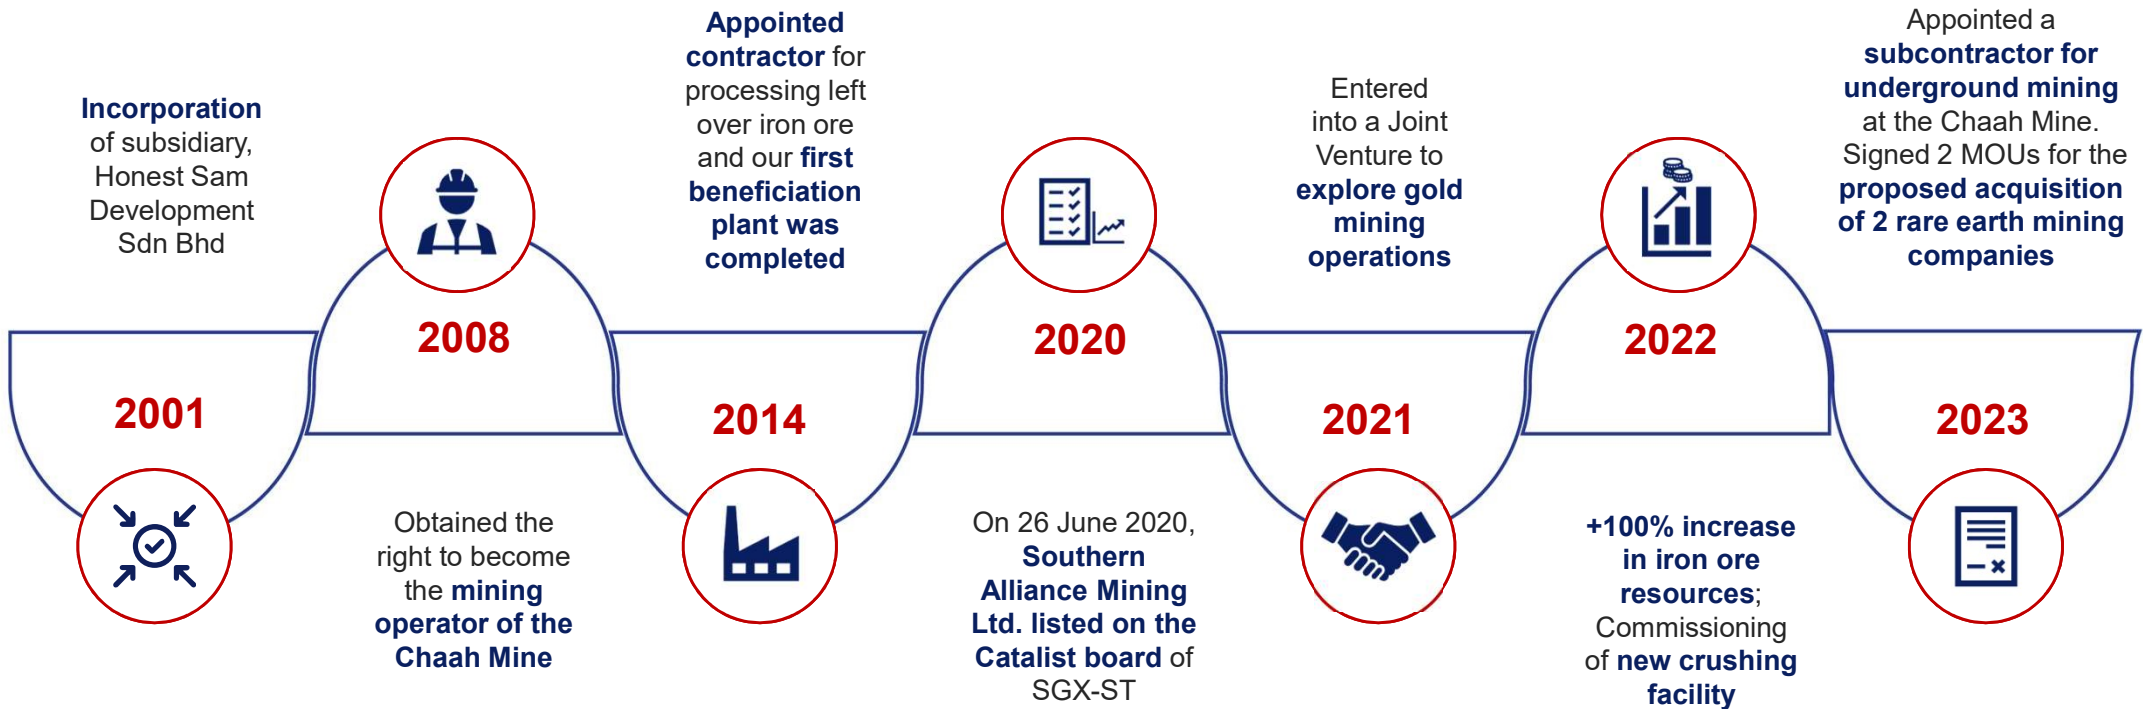 Incorporation
of subsidiary,
Honest Sam
Development
Sdn Bhd
2001
2008
Obtained the
right to become
the mining
operator of the
Chaah Mine
Appointed
contractor for
processing left
over iron ore
and our first
beneficiation
plant was
completed
2014
2020
On 26 June 2020,
Southern
Alliance Mining
Ltd. listed on the
Catalist board of
SGX-ST
Entered
into a Joint
Venture to
explore gold
mining
operations
2021
2022
+100% increase
in iron ore
resources;
Commissioning
of new crushing
facility
Appointed a
subcontractor for
underground mining
at the Chaah Mine.
Signed 2 MOUs for the
proposed acquisition
of 2 rare earth mining
companies
2023